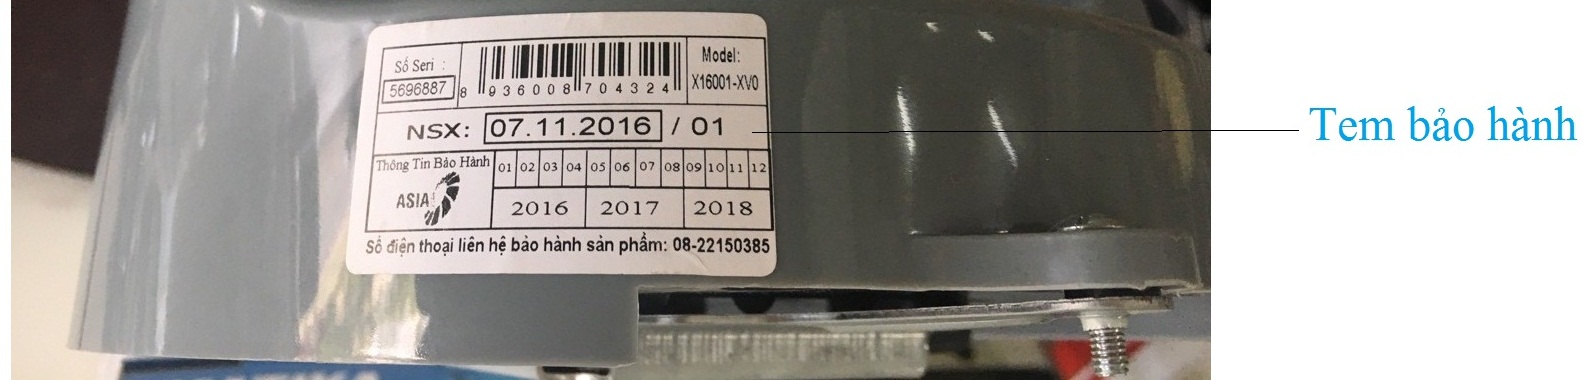 Số Seri :
5696887
8 936008 704324
Model:
X16001-XV0
NSX: 07.11.2016 / 01
Tem bảo hành
Thông Tin Bảo Hành
ASIA
01 02 03 04 05 06 07 08 09 10 11 12
2016 2017 2018
Số điện thoại liên hệ bảo hành sản phẩm: 08-22150385